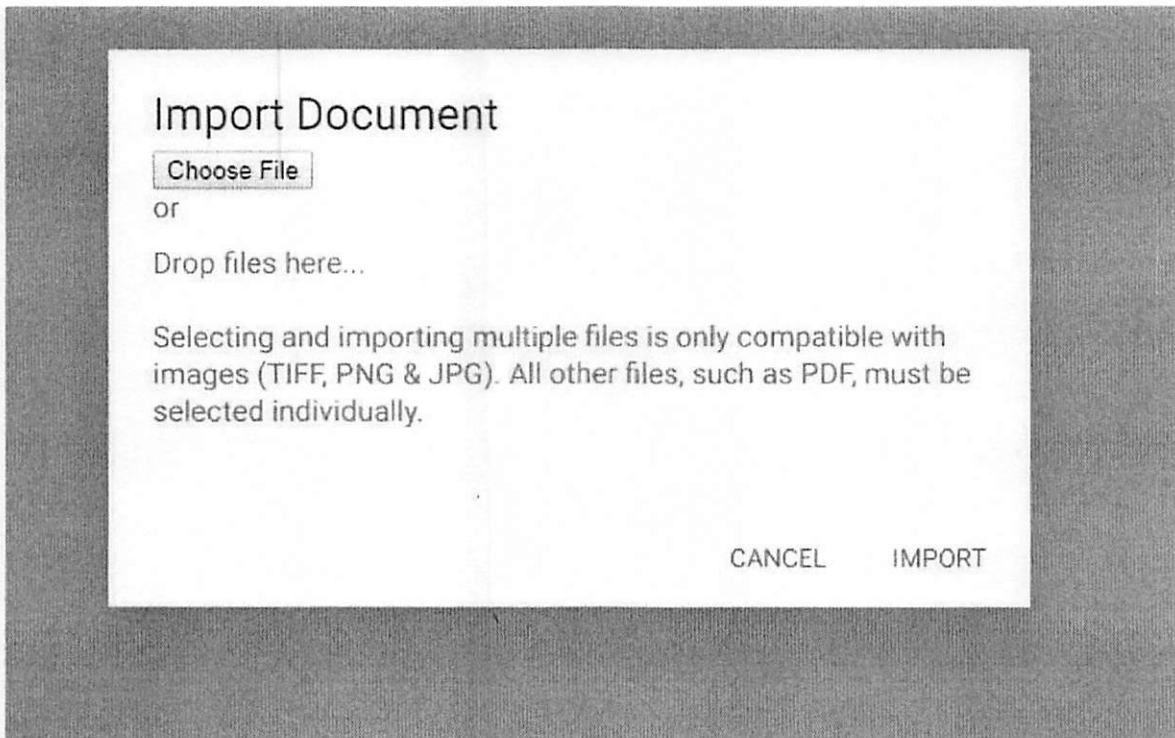 Import Document
Choose File
or
Drop files here...
Selecting and importing multiple files is only compatible with
images (TIFF, PNG & JPG). All other files, such as PDF, must be
selected individually.
CANCEL
IMPORT